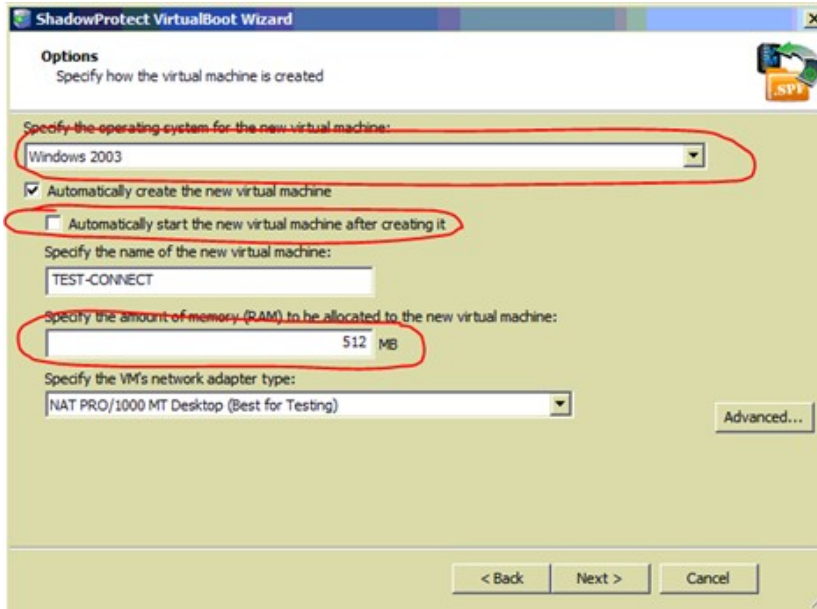 ShadowProtect VirtualBoot Wizard
Options
Specify how the virtual machine is created
.SPF
Specify the operating system for the new virtual machine:
Windows 2003
Automatically create the new virtual machine
Automatically start the new virtual machine after creating it
Specify the name of the new virtual machine:
TEST-CONNECT
Specify the amount of memory (RAM) to be allocated to the new virtual machine:
512 MB
Specify the VM's network adapter type:
NAT PRO/1000 MT Desktop (Best for Testing)
Advanced...
< Back Next > Cancel